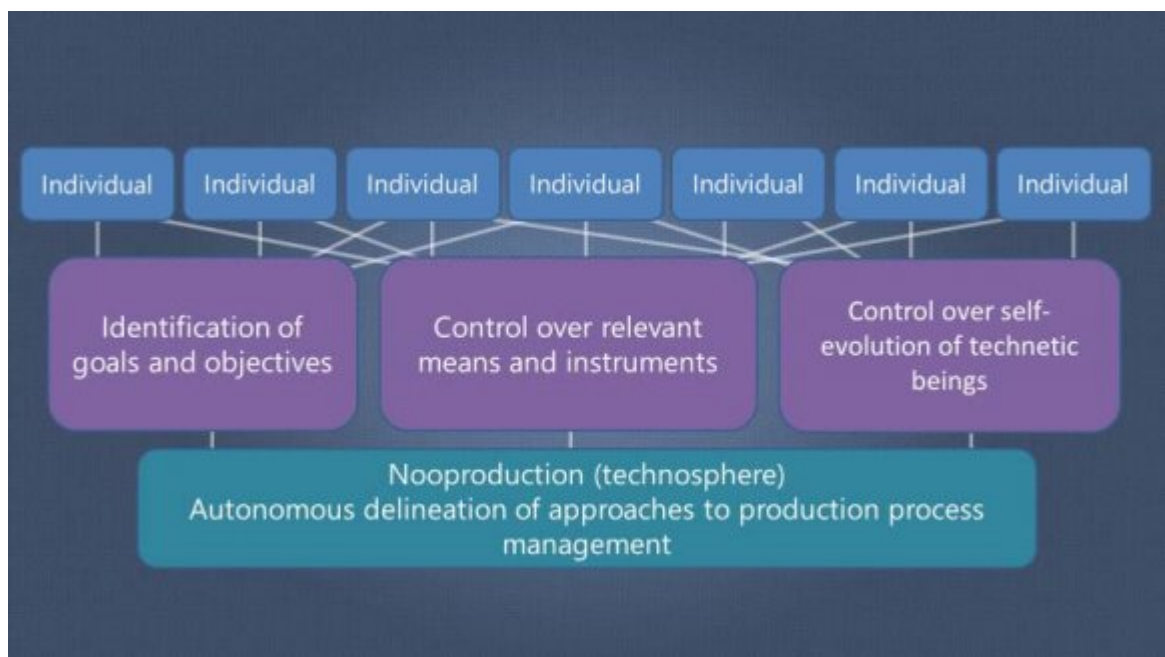 Individual
Individual
Individual
Individual
Individual
Individual
Individual
Identification of
goals and objectives
Control over relevant
means and instruments
Control over self-
evolution of technetic
beings
Nooproduction (technosphere)
Autonomous delineation of approaches to production process
management